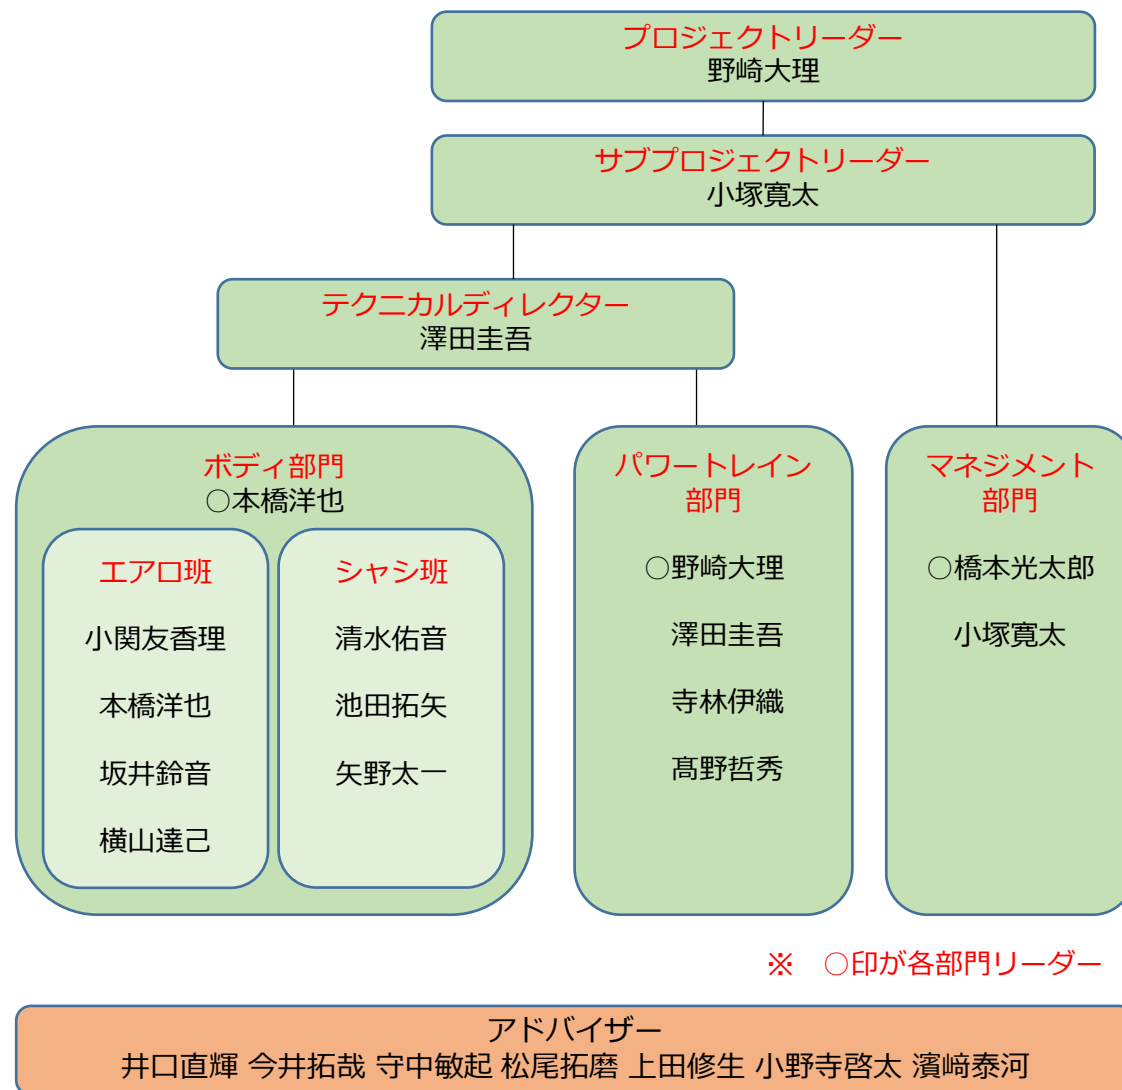 プロジェクトリーダー
野崎大理
サブプロジェクトリーダー
小塚寛太
テクニカルディレクター
澤田圭吾
ボディ部門
○本橋洋也
エアロ班
小関友香理
本橋洋也
坂井鈴音
横山達己
シャシ班
清水佑音
池田拓矢
矢野太一
パワートレイン
部門
○野崎大理
澤田圭吾
寺林伊織
髙野哲秀
マネジメント
部門
○橋本光太郎
小塚寛太
※　○印が各部門リーダー
アドバイザー
井口直輝 今井拓哉 守中敏起 松尾拓磨 上田修生 小野寺啓太 濱﨑泰河